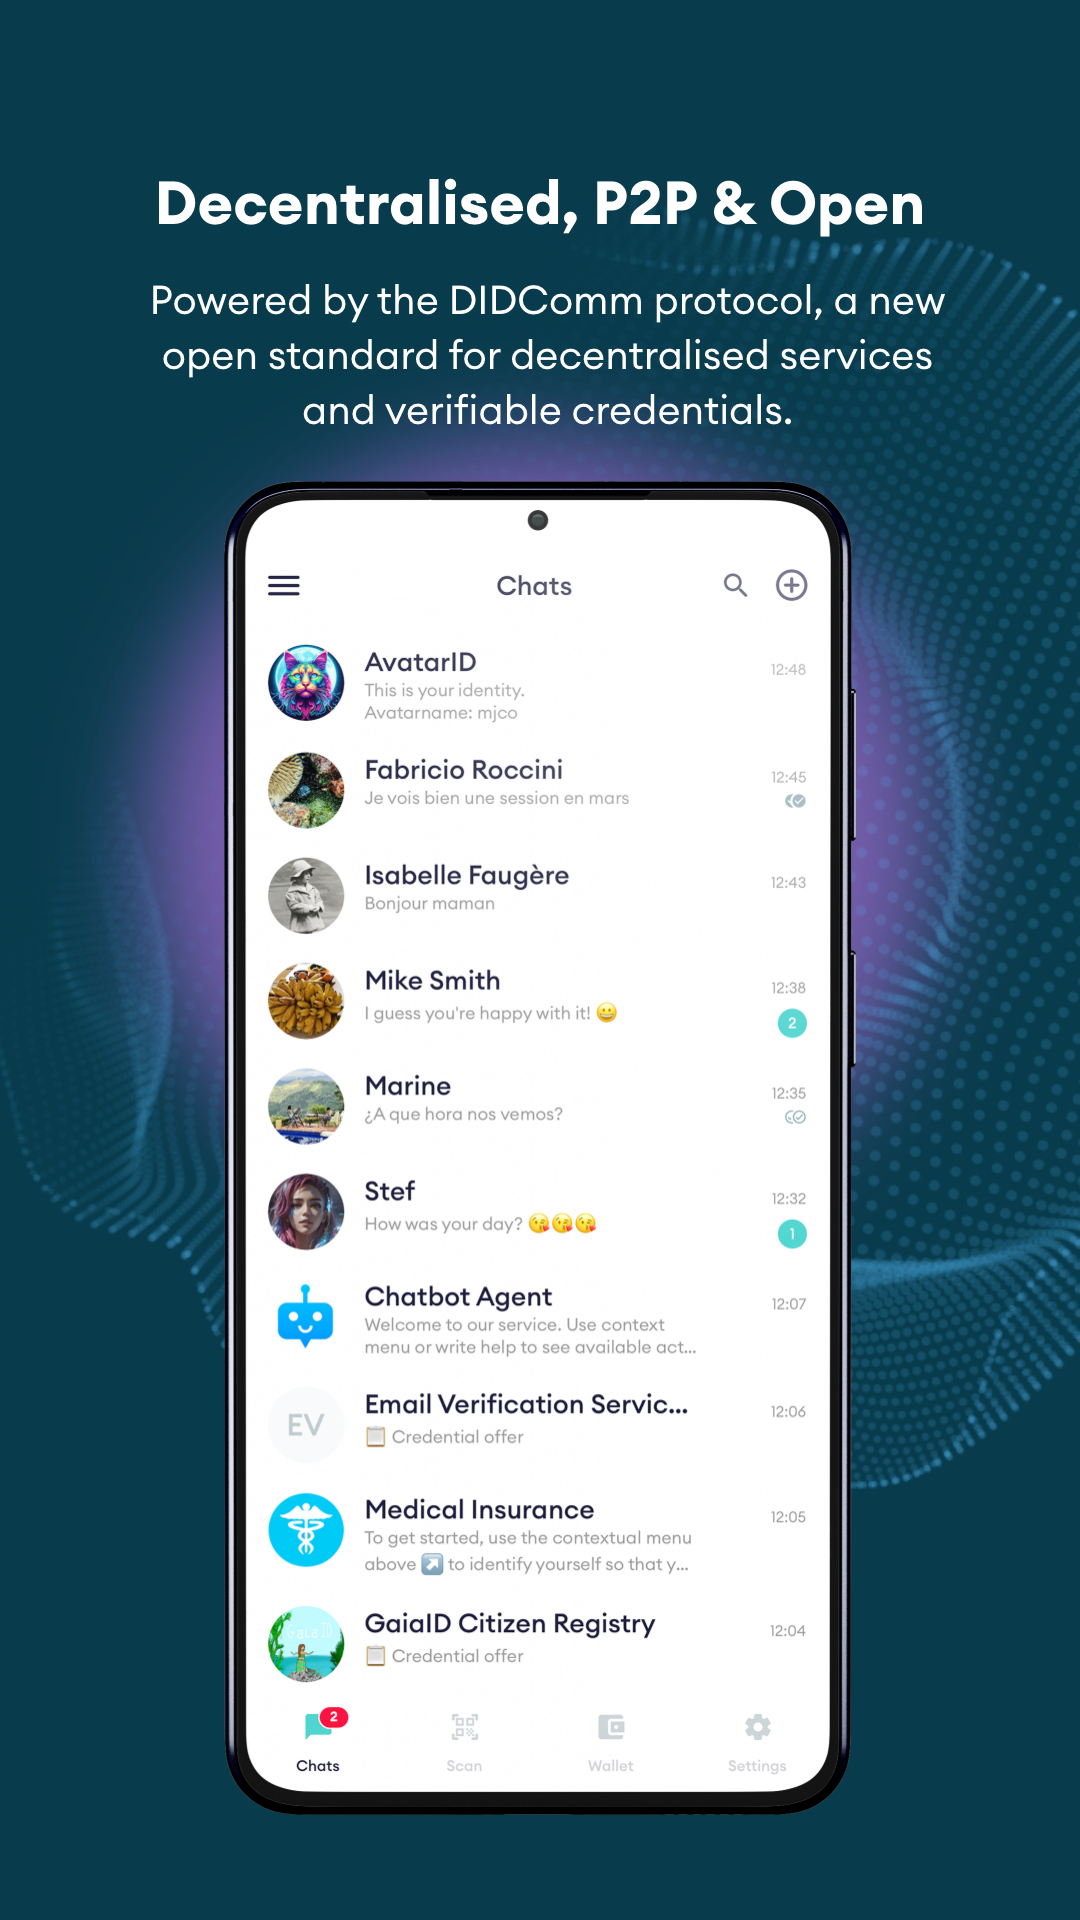 Decentralised, P2P & Open
Powered by the DIDComm protocol, a new
open standard for decentralised services
and verifiable credentials.
Chats
AvatarID
12:48
This is your identity.
Avatarname: mjco
Fabricio Roccini
12:45
Je vois bien une session en mars
Isabelle Faugère
12:43
Bonjour maman
Mike Smith
12:38
I guess you're happy with it! 😀
2
Marine
12:35
¿A que hora nos vemos?
Stef
12:32
How was your day? 😘😘😘
1
Chatbot Agent
12:07
Welcome to our service. Use context
menu or write help to see available act...
Email Verification Servic...
12:06
EV
📋 Credential offer
Medical Insurance
12:05
To get started, use the contextual menu
above ↗️ to identify yourself so that y...
GaiaID
GaiaID Citizen Registry
12:04
📋 Credential offer
2
Chats
Scan
Wallet
Settings